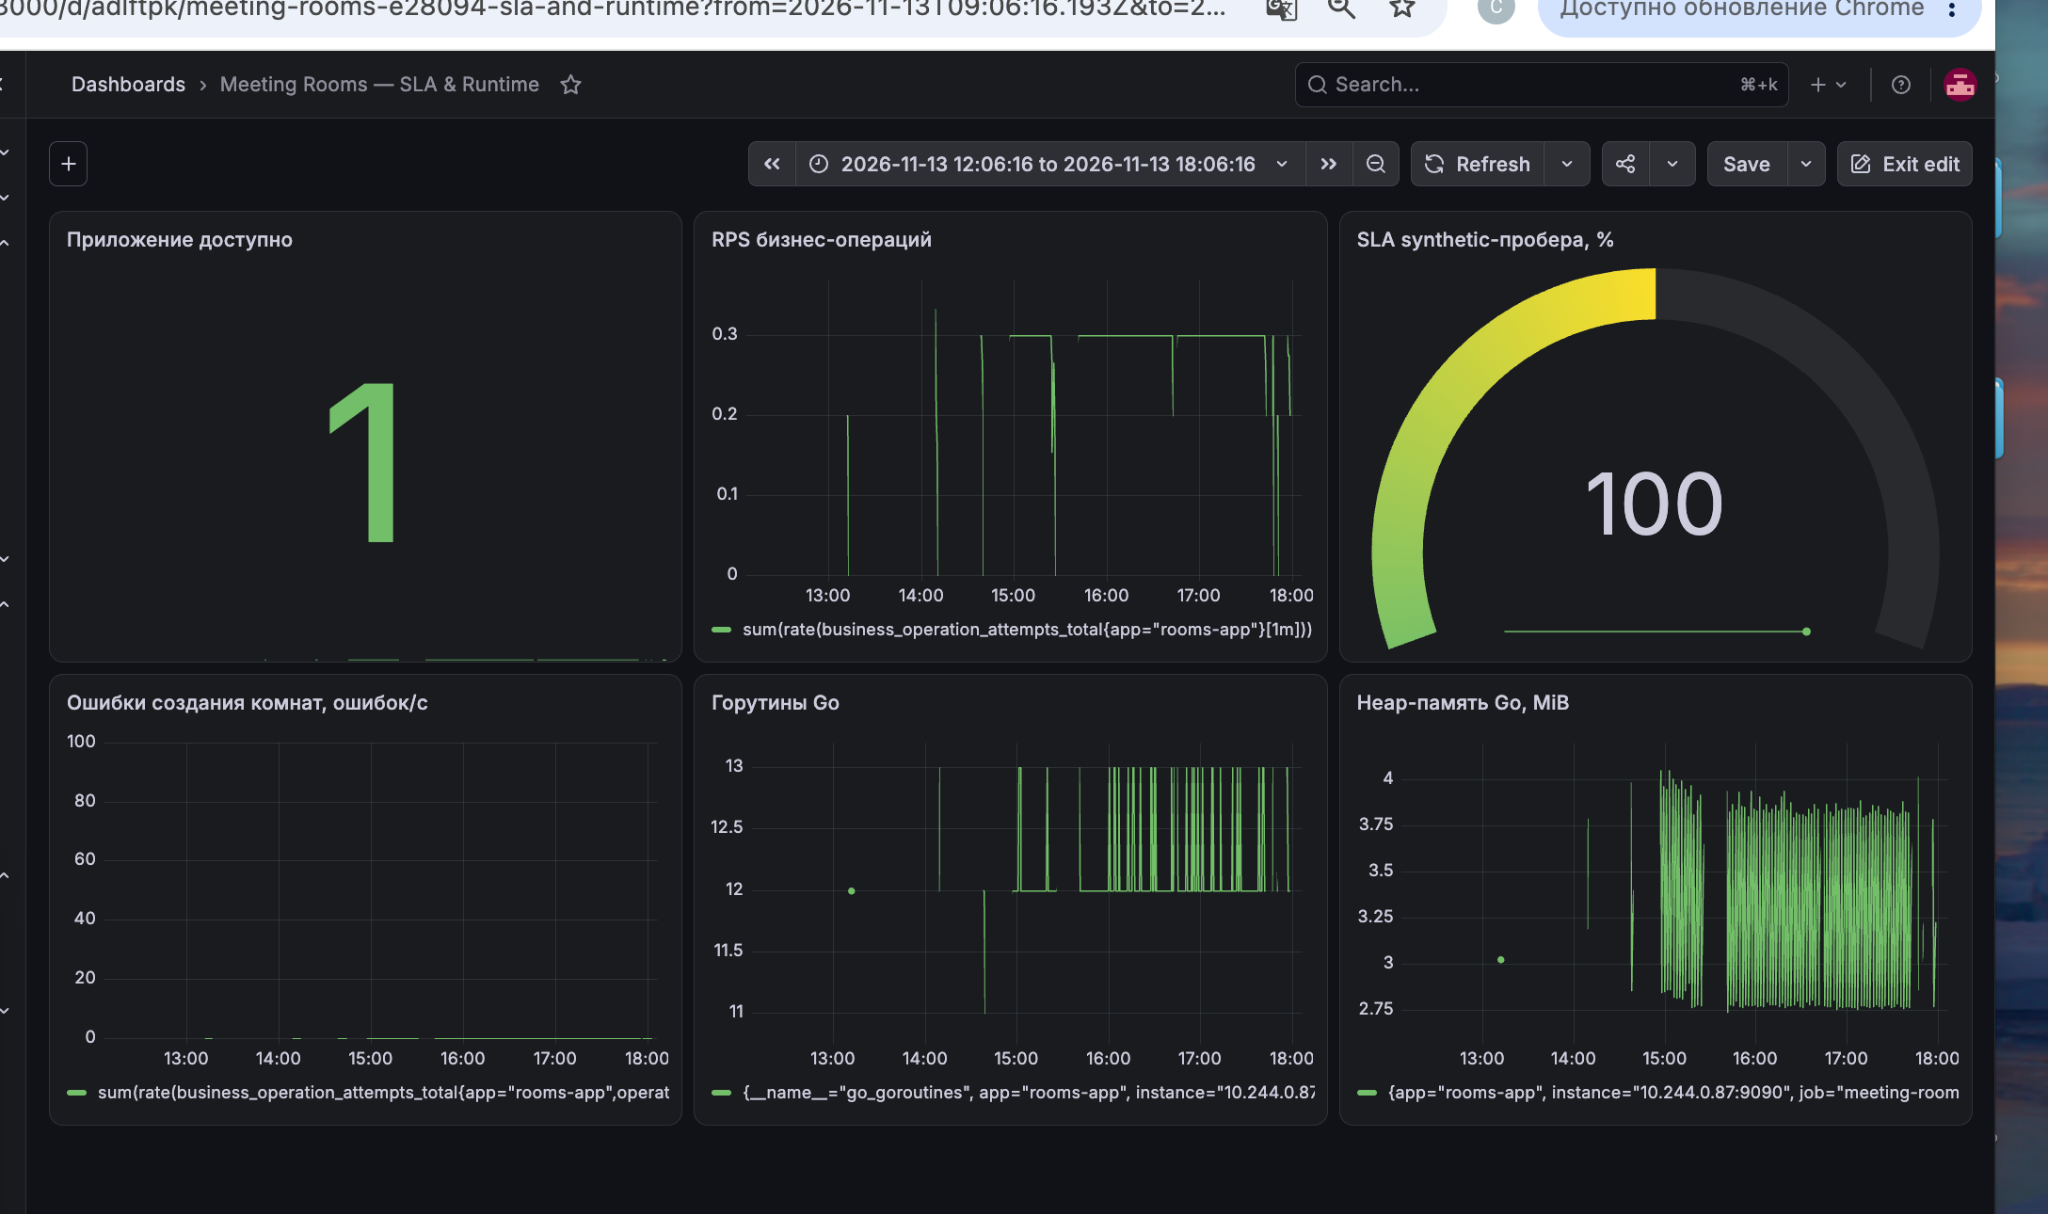 3000/d/adlftpk/meeting-rooms-e28094-sla-and-runtime?from=2026-11-13T09:06:16.193Z&to=2...
C
Доступно обновление Chrome
Dashboards › Meeting Rooms — SLA & Runtime
Search...
⌘+k
2026-11-13 12:06:16 to 2026-11-13 18:06:16
Refresh
Save
Exit edit
Приложение доступно
1
RPS бизнес-операций
0.3
0.2
0.1
0
13:00 14:00 15:00 16:00 17:00 18:00
sum(rate(business_operation_attempts_total{app="rooms-app"}[1m]))
SLA synthetic-пробера, %
100
Ошибки создания комнат, ошибок/с
100
80
60
40
20
0
13:00 14:00 15:00 16:00 17:00 18:00
sum(rate(business_operation_attempts_total{app="rooms-app",operat
Горутины Go
13
12.5
12
11.5
11
13:00 14:00 15:00 16:00 17:00 18:00
{__name__="go_goroutines", app="rooms-app", instance="10.244.0.87
Heap-память Go, MiB
4
3.75
3.5
3.25
3
2.75
13:00 14:00 15:00 16:00 17:00 18:00
{app="rooms-app", instance="10.244.0.87:9090", job="meeting-room